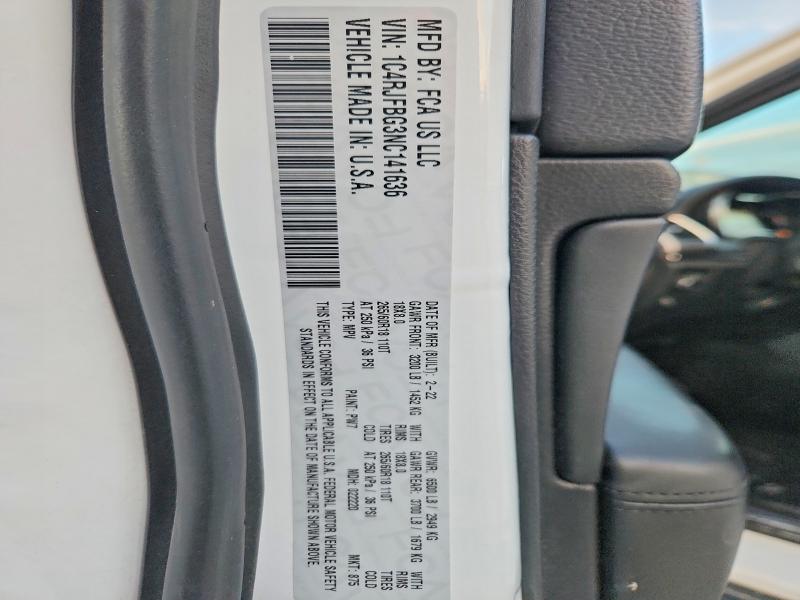 MFD BY: FCA US LLC
VIN: 1C4RJFBG3NC141636
VEHICLE MADE IN: U.S.A.
DATE OF MFR (BUILT): 2-22 GVWR: 6500 LB / 2949 KG
GAWR FRONT: 3200 LB / 1452 KG WITH GAWR REAR: 3700 LB / 1679 KG WITH
18X8.0 RIMS 18X8.0 RIMS
265/60R18 110T TIRES 265/60R18 110T TIRES
AT 250 kPa / 36 PSI COLD AT 250 kPa / 36 PSI COLD
TYPE: MPV PAINT: PW7 MDH: 022220 MKT: 875
THIS VEHICLE CONFORMS TO ALL APPLICABLE U.S.A. FEDERAL MOTOR VEHICLE SAFETY
STANDARDS IN EFFECT ON THE DATE OF MANUFACTURE SHOWN ABOVE.